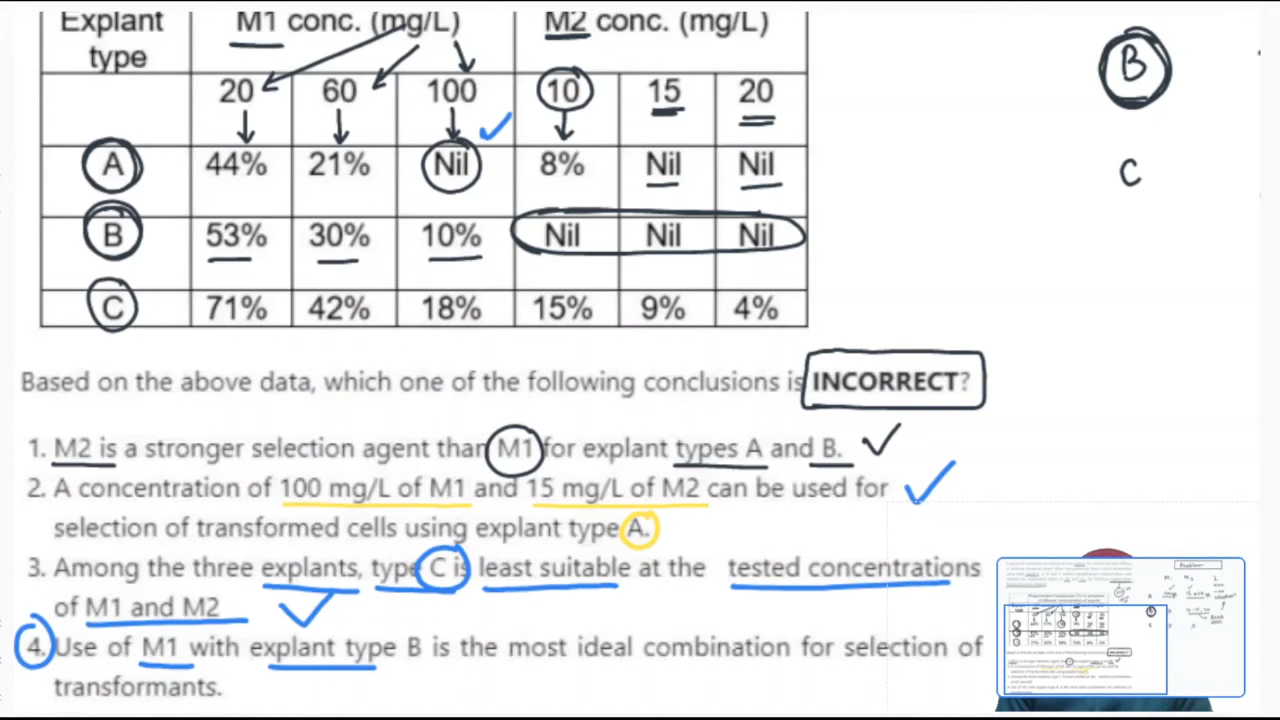 Explant M1 conc. (mg/L) M2 conc. (mg/L)
type
20 60 100 10 15 20
A 44% 21% Nil 8% Nil Nil
B 53% 30% 10% Nil Nil Nil
C 71% 42% 18% 15% 9% 4%
B
C
Based on the above data, which one of the following conclusions is INCORRECT?
1. M2 is a stronger selection agent than M1 for explant types A and B.
2. A concentration of 100 mg/L of M1 and 15 mg/L of M2 can be used for
selection of transformed cells using explant type A.
3. Among the three explants, type C is least suitable at the tested concentrations
of M1 and M2
4. Use of M1 with explant type B is the most ideal combination for selection of
transformants.